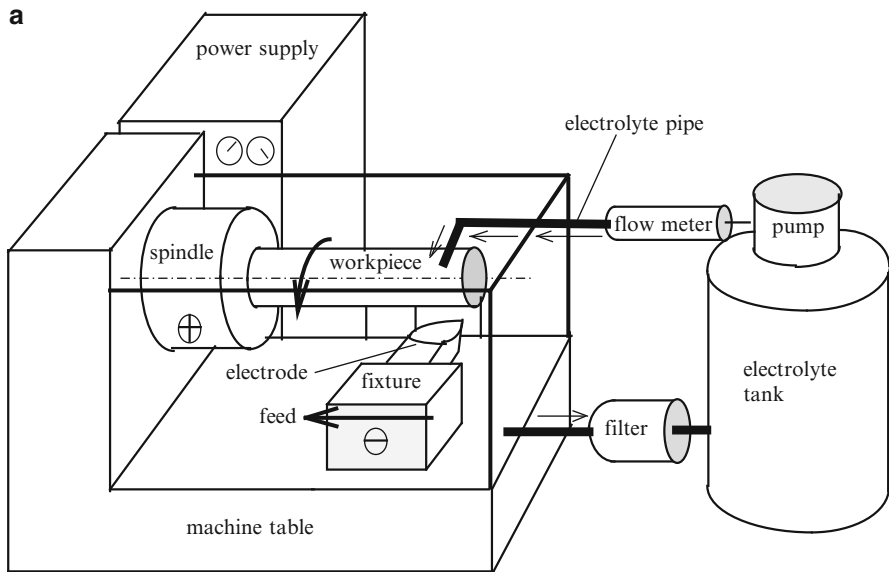 a
power supply
electrolyte pipe
flow meter
pump
spindle
workpiece
electrode
fixture
feed
electrolyte
tank
filter
machine table